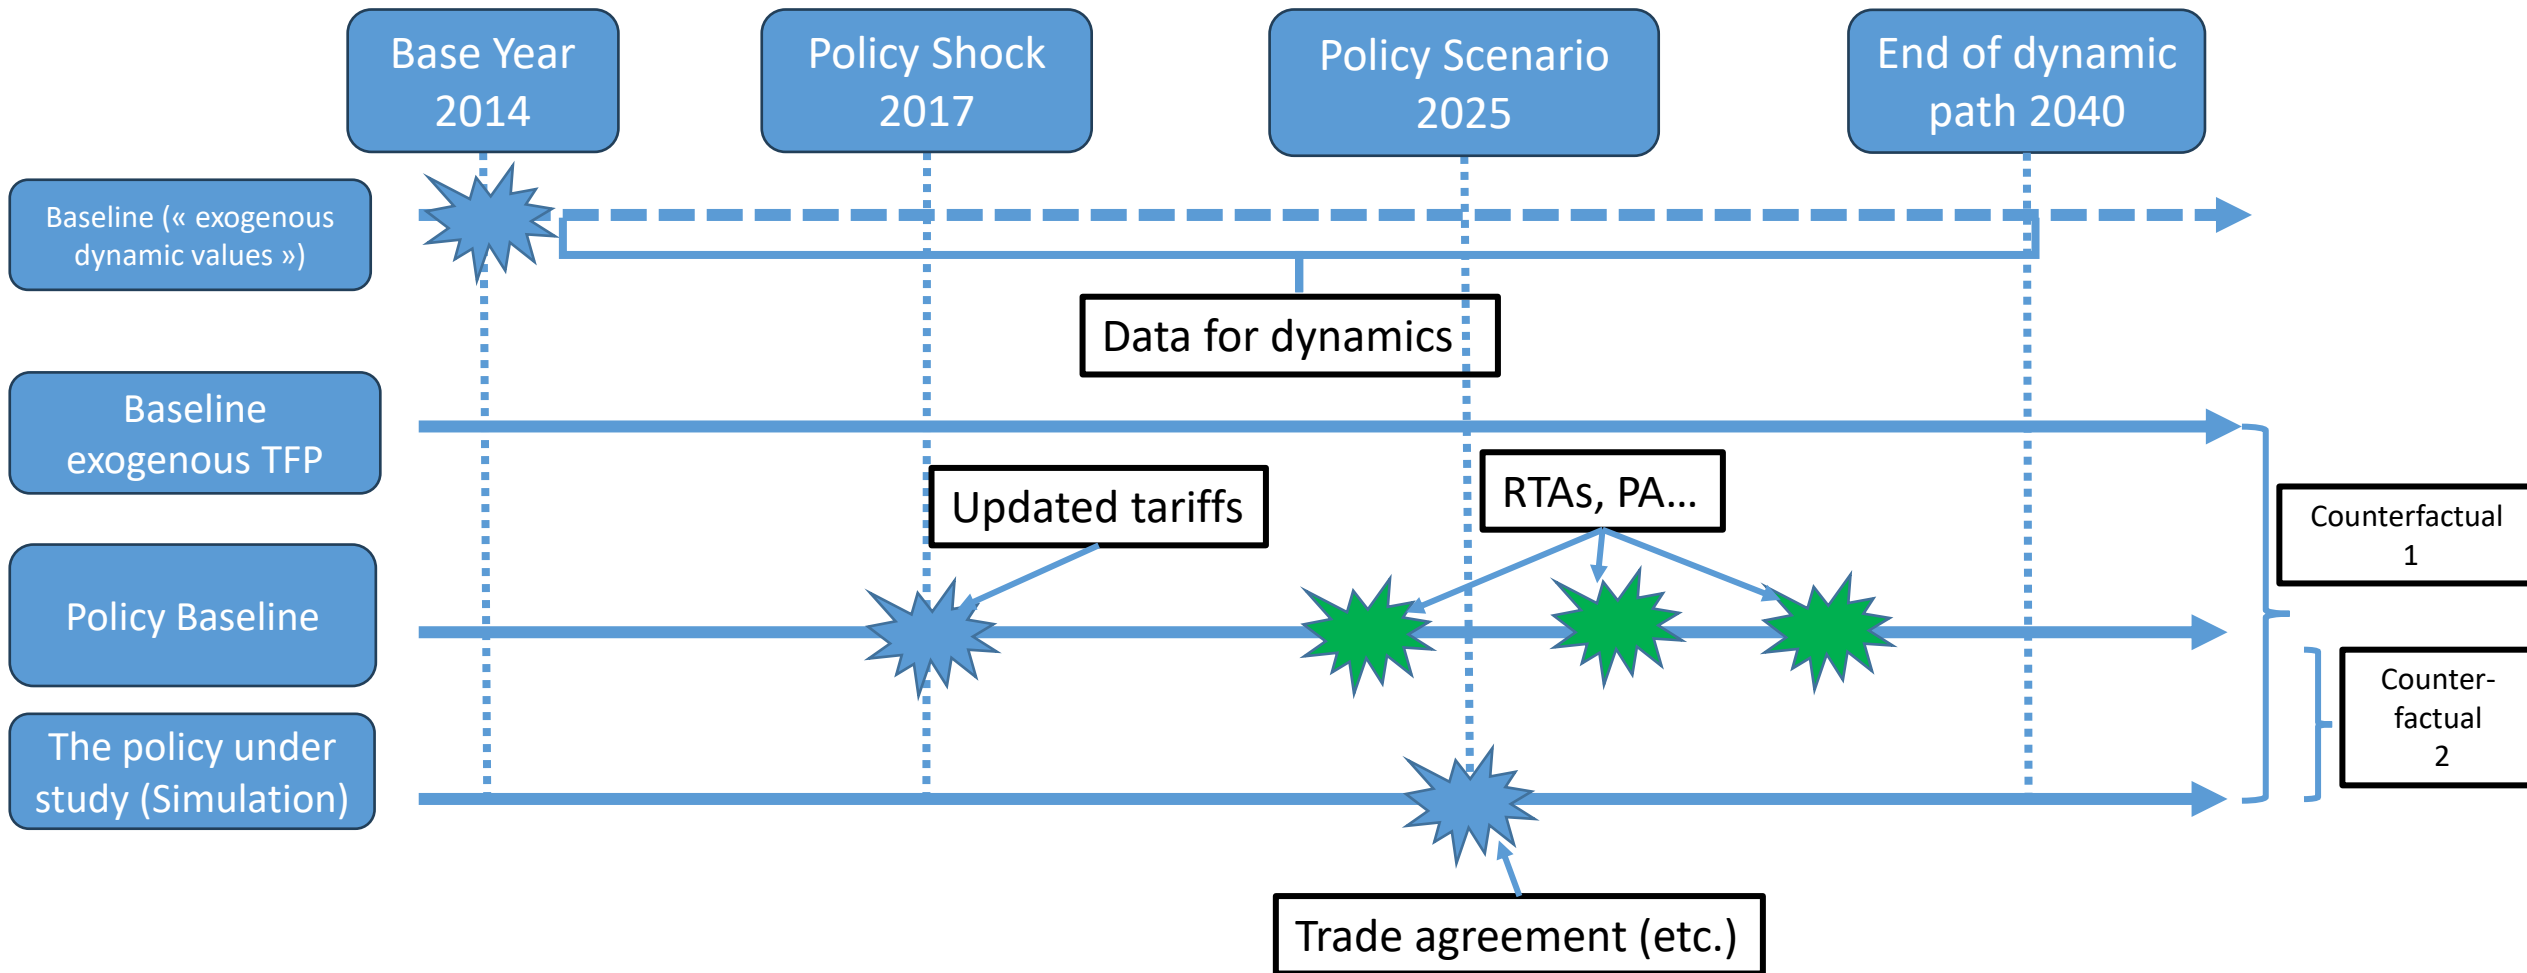 Base Year
2014
Policy Shock
2017
Policy Scenario
2025
End of dynamic
path 2040
Baseline (« exogenous
dynamic values »)
Data for dynamics
Baseline
exogenous TFP
Updated tariffs
RTAs, PA...
Counterfactual
1
Policy Baseline
Counter-
factual
2
The policy under
study (Simulation)
Trade agreement (etc.)